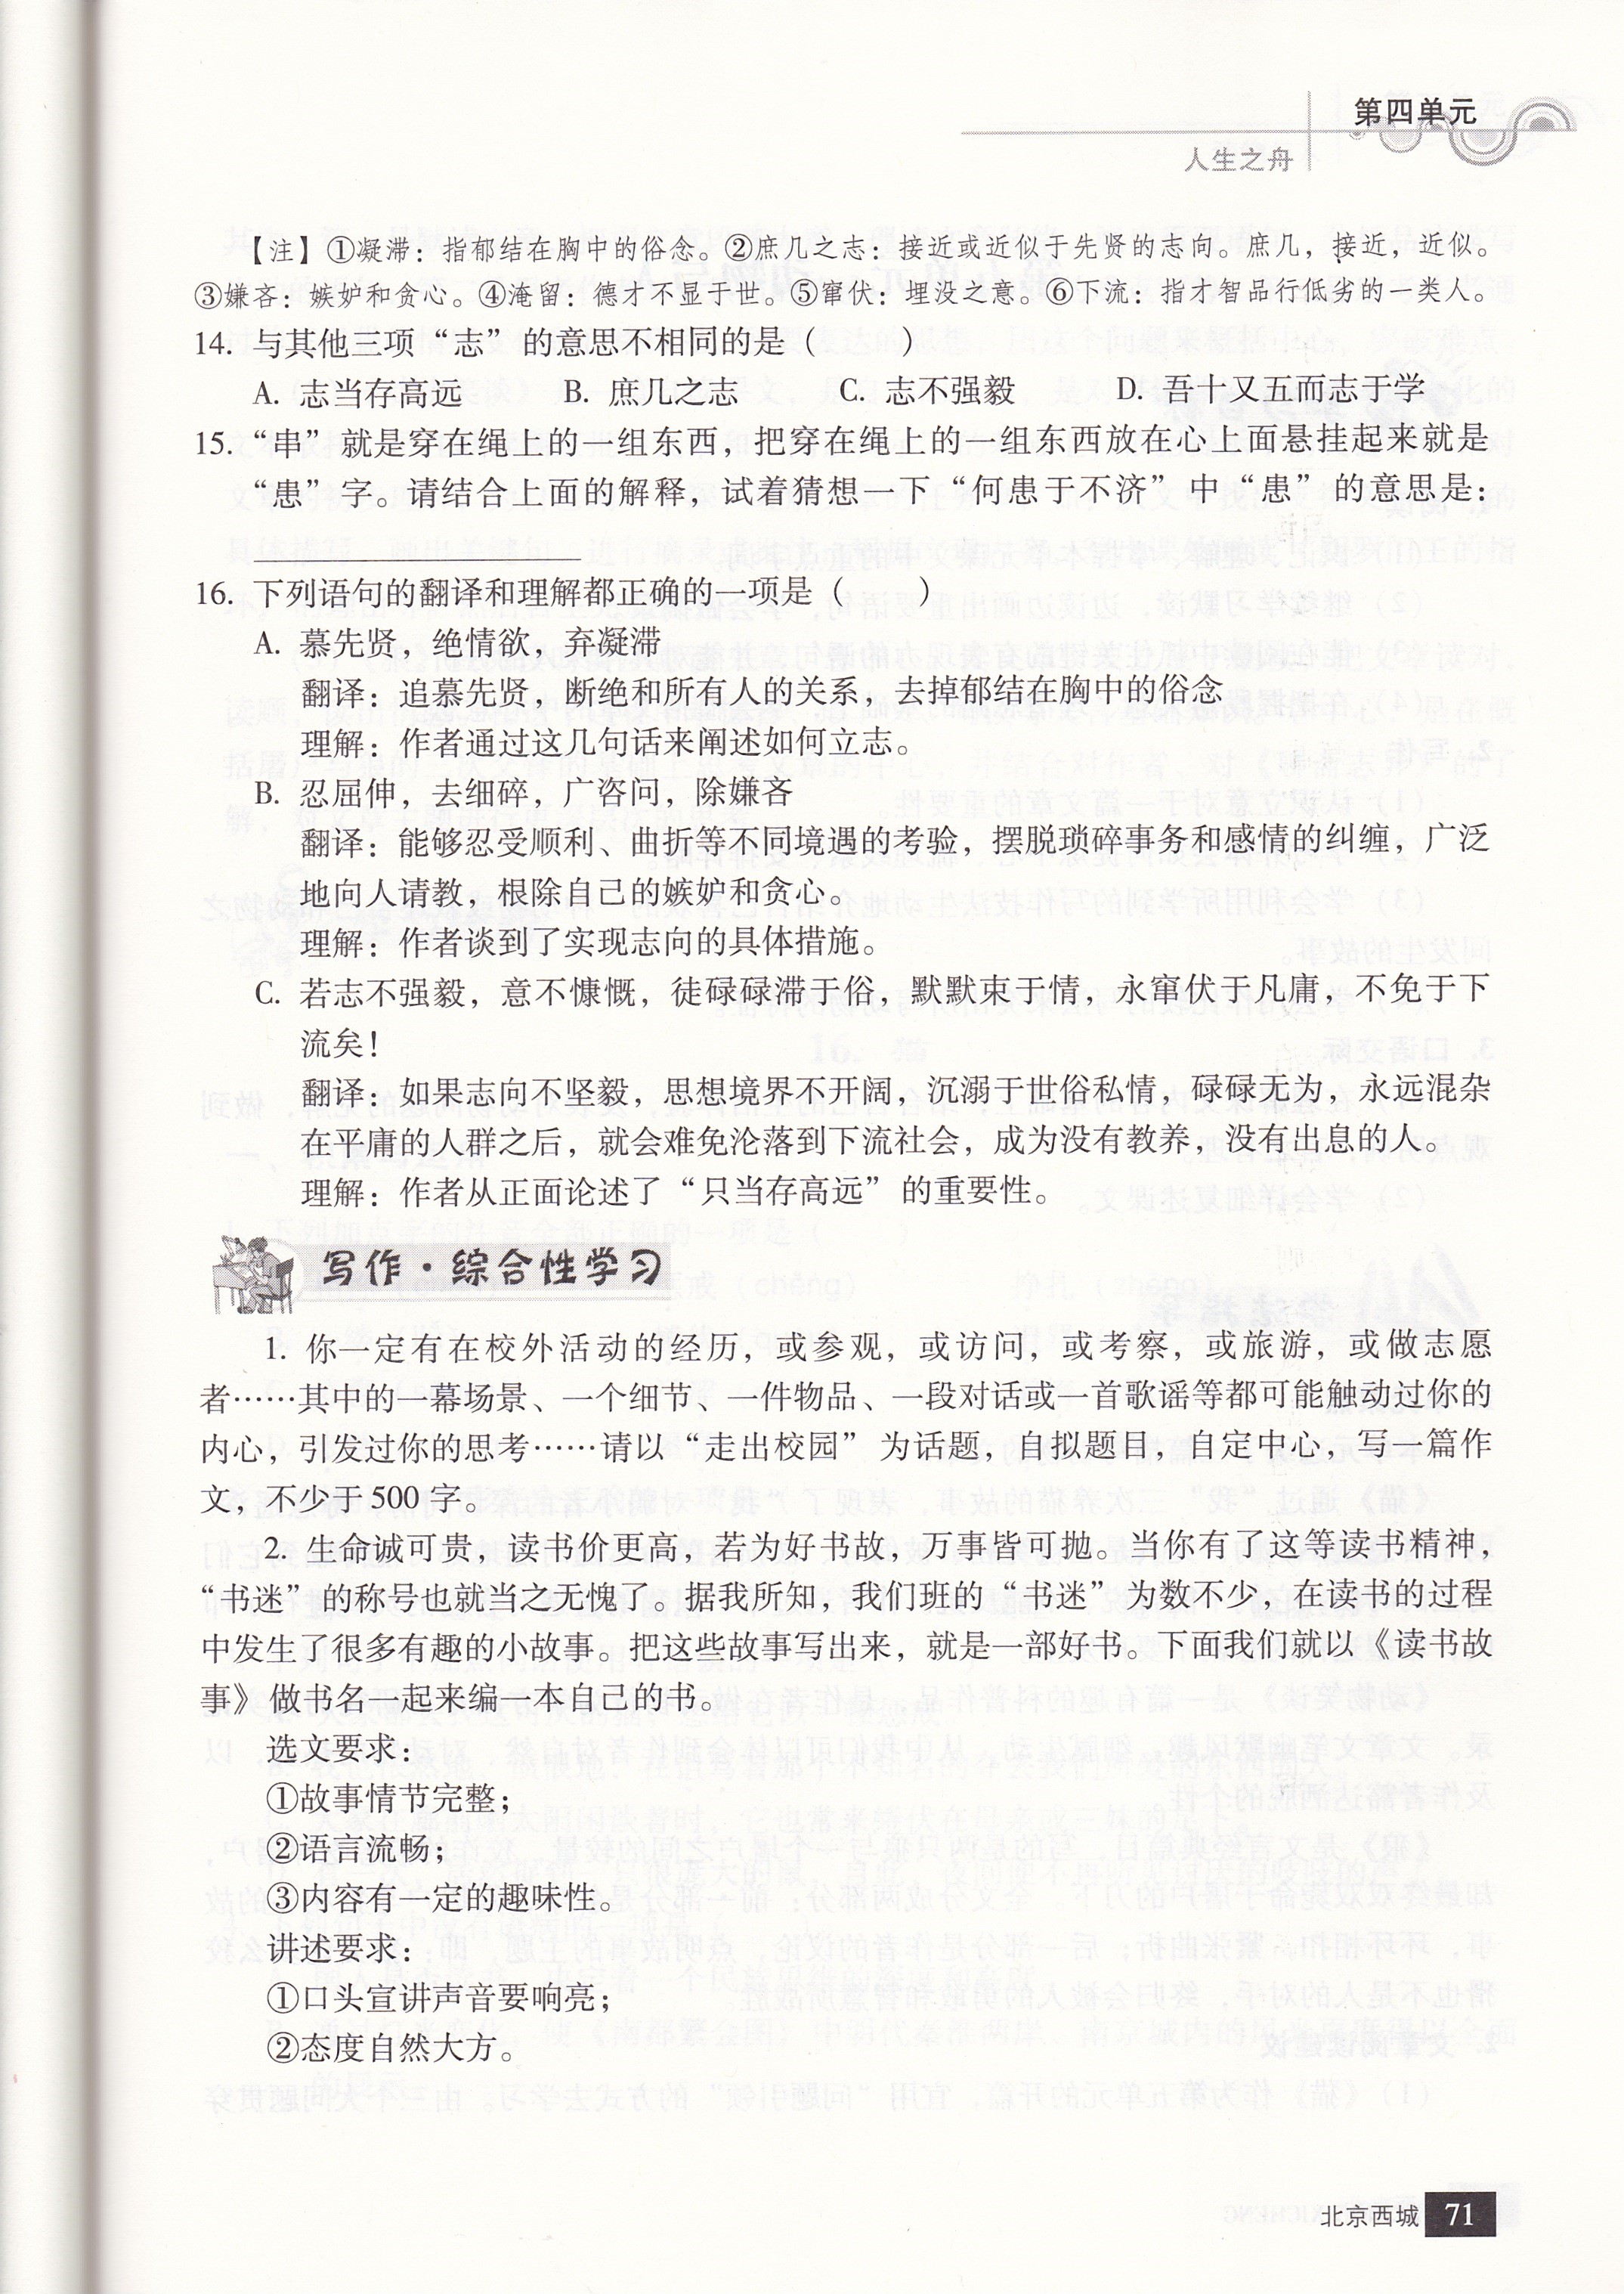 第四单元
人生之舟
【注】①凝滞：指郁结在胸中的俗念。②庶几之志：接近或近似于先贤的志向。庶几，接近，近似。
③嫌吝：嫉妒和贪心。④淹留：德才不显于世。⑤窜伏：埋没之意。⑥下流：指才智品行低劣的一类人。
14. 与其他三项“志”的意思不相同的是（　　）
A. 志当存高远　B. 庶几之志　C. 志不强毅　D. 吾十又五而志于学
15. “串”就是穿在绳上的一组东西，把穿在绳上的一组东西放在心上面悬挂起来就是
“患”字。请结合上面的解释，试着猜想一下“何患于不济”中“患”的意思是：
16. 下列语句的翻译和理解都正确的一项是（　　）
A. 慕先贤，绝情欲，弃凝滞
翻译：追慕先贤，断绝和所有人的关系，去掉郁结在胸中的俗念
理解：作者通过这几句话来阐述如何立志。
B. 忍屈伸，去细碎，广咨问，除嫌吝
翻译：能够忍受顺利、曲折等不同境遇的考验，摆脱琐碎事务和感情的纠缠，广泛
地向人请教，根除自己的嫉妒和贪心。
理解：作者谈到了实现志向的具体措施。
C. 若志不强毅，意不慷慨，徒碌碌滞于俗，默默束于情，永窜伏于凡庸，不免于下
流矣！
翻译：如果志向不坚毅，思想境界不开阔，沉溺于世俗私情，碌碌无为，永远混杂
在平庸的人群之后，就会难免沦落到下流社会，成为没有教养，没有出息的人。
理解：作者从正面论述了“只当存高远”的重要性。
写作·综合性学习
1. 你一定有在校外活动的经历，或参观，或访问，或考察，或旅游，或做志愿
者……其中的一幕场景、一个细节、一件物品、一段对话或一首歌谣等都可能触动过你的
内心，引发过你的思考……请以“走出校园”为话题，自拟题目，自定中心，写一篇作
文，不少于500字。
2. 生命诚可贵，读书价更高，若为好书故，万事皆可抛。当你有了这等读书精神，
“书迷”的称号也就当之无愧了。据我所知，我们班的“书迷”为数不少，在读书的过程
中发生了很多有趣的小故事。把这些故事写出来，就是一部好书。下面我们就以《读书故
事》做书名一起来编一本自己的书。
选文要求：
①故事情节完整；
②语言流畅；
③内容有一定的趣味性。
讲述要求：
①口头宣讲声音要响亮；
②态度自然大方。
北京西城 71